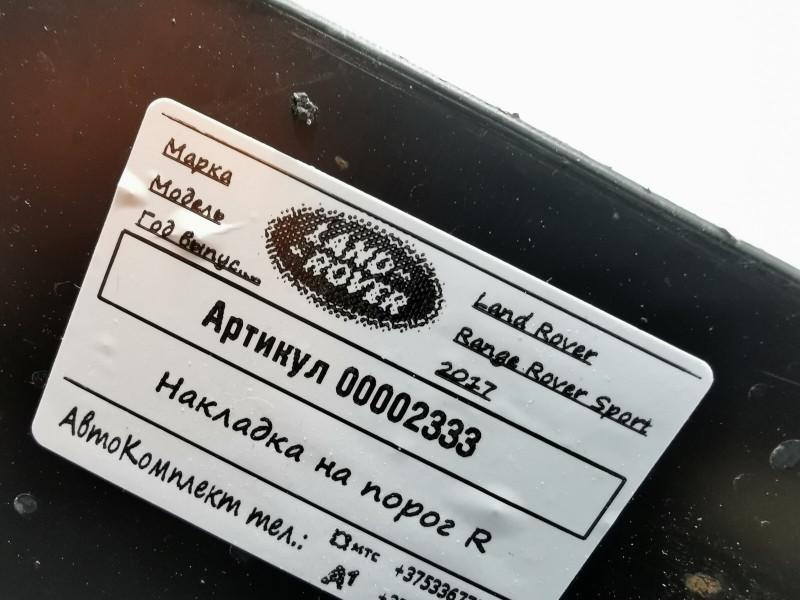 Марка
Land Rover
Модель
Range Rover Sport
Год выпус...
2017
LAND
ROVER
Артикул 00002333
Накладка на порог R
АвтоКомплект тел.:
МТС
A1